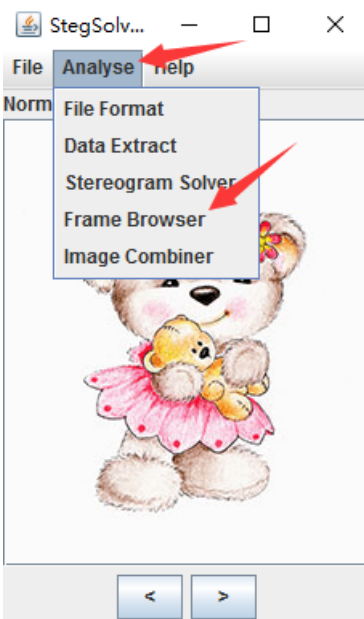 StegSolv...
File Analyse Help
Norm
File Format
Data Extract
Stereogram Solver
Frame Browser
Image Combiner
< >